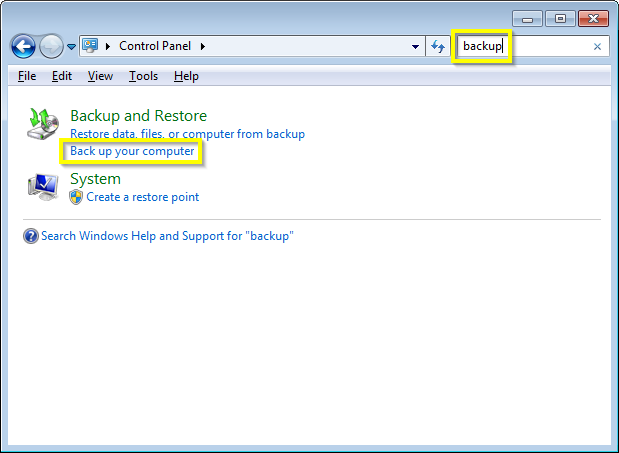 Control Panel
backup
File Edit View Tools Help
Backup and Restore
Restore data, files, or computer from backup
Back up your computer
System
Create a restore point
Search Windows Help and Support for "backup"